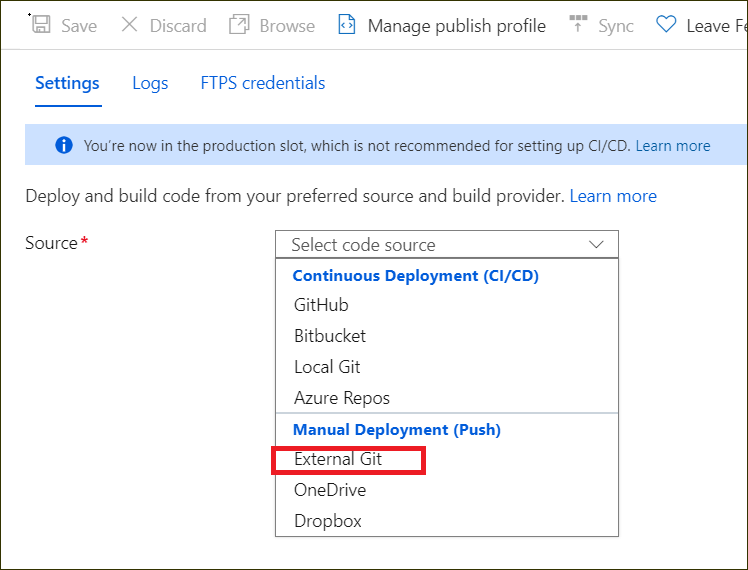 Save Discard Browse Manage publish profile Sync Leave Fe
Settings Logs FTPS credentials
You're now in the production slot, which is not recommended for setting up CI/CD. Learn more
Deploy and build code from your preferred source and build provider. Learn more
Source* Select code source
Continuous Deployment (CI/CD)
GitHub
Bitbucket
Local Git
Azure Repos
Manual Deployment (Push)
External Git
OneDrive
Dropbox